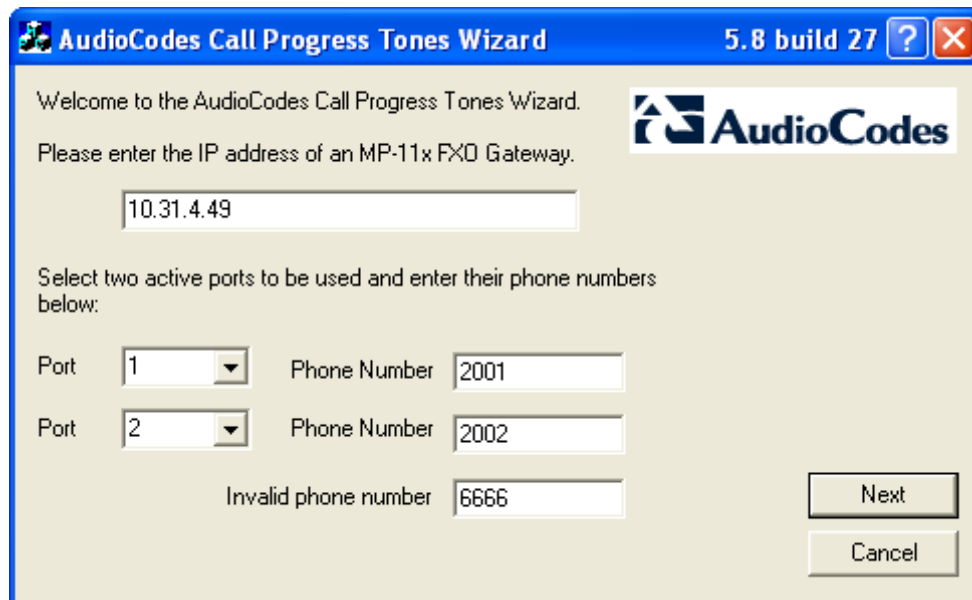 AudioCodes Call Progress Tones Wizard 5.8 build 27 ?
Welcome to the AudioCodes Call Progress Tones Wizard.
AudioCodes
Please enter the IP address of an MP-11x FXO Gateway.
10.31.4.49
Select two active ports to be used and enter their phone numbers
below:
Port 1 Phone Number 2001
Port 2 Phone Number 2002
Invalid phone number 6666
Next
Cancel